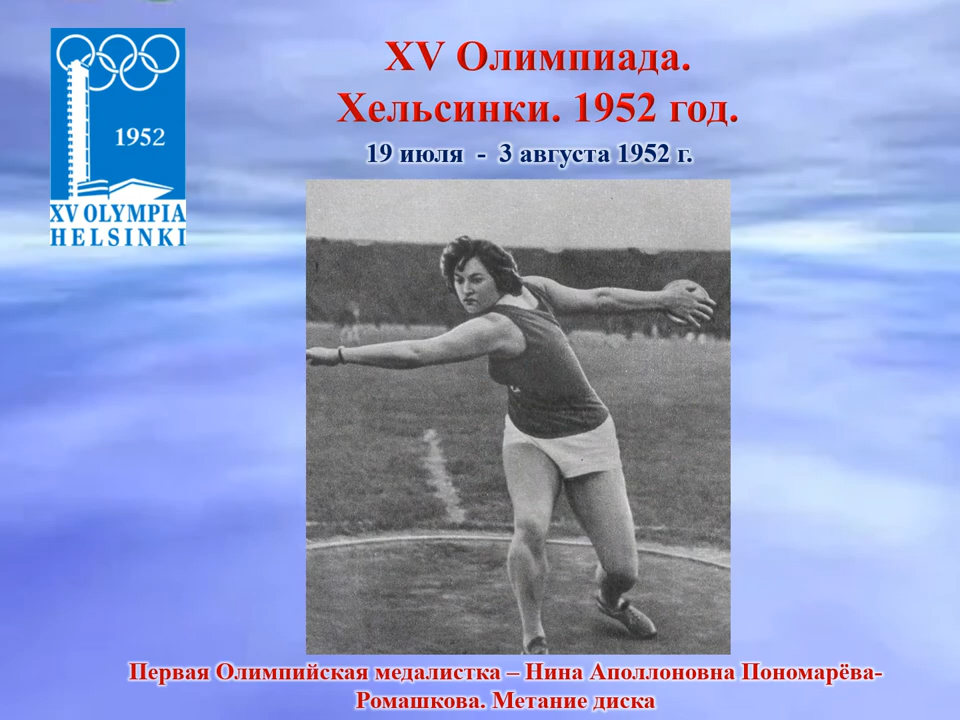 1952
XV OLYMPIA
HELSINKI
XV Олимпиада.
Хельсинки. 1952 год.
19 июля - 3 августа 1952 г.
Первая Олимпийская медалистка – Нина Аполлоновна Пономарёва-
Ромашкова. Метание диска